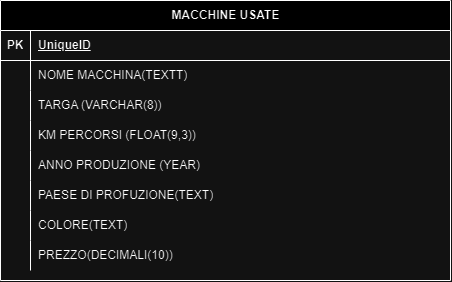 MACCHINE USATE
PK UniqueID
NOME MACCHINA(TEXTT)
TARGA (VARCHAR(8))
KM PERCORSI (FLOAT(9,3))
ANNO PRODUZIONE (YEAR)
PAESE DI PROFUZIONE(TEXT)
COLORE(TEXT)
PREZZO(DECIMALI(10))